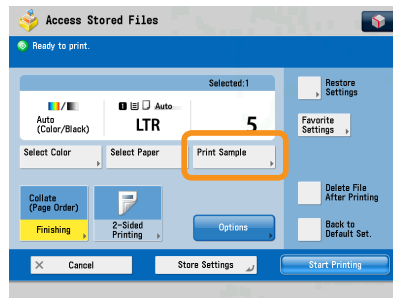 Access Stored Files
Ready to print.
Selected:1
Auto
Auto
(Color/Black)
LTR
5
Select Color
Select Paper
Print Sample
Restore
Settings
Favorite
Settings
Collate
(Page Order)
Finishing
2-Sided
Printing
Options
Delete File
After Printing
Back to
Default Set.
Cancel
Store Settings
Start Printing